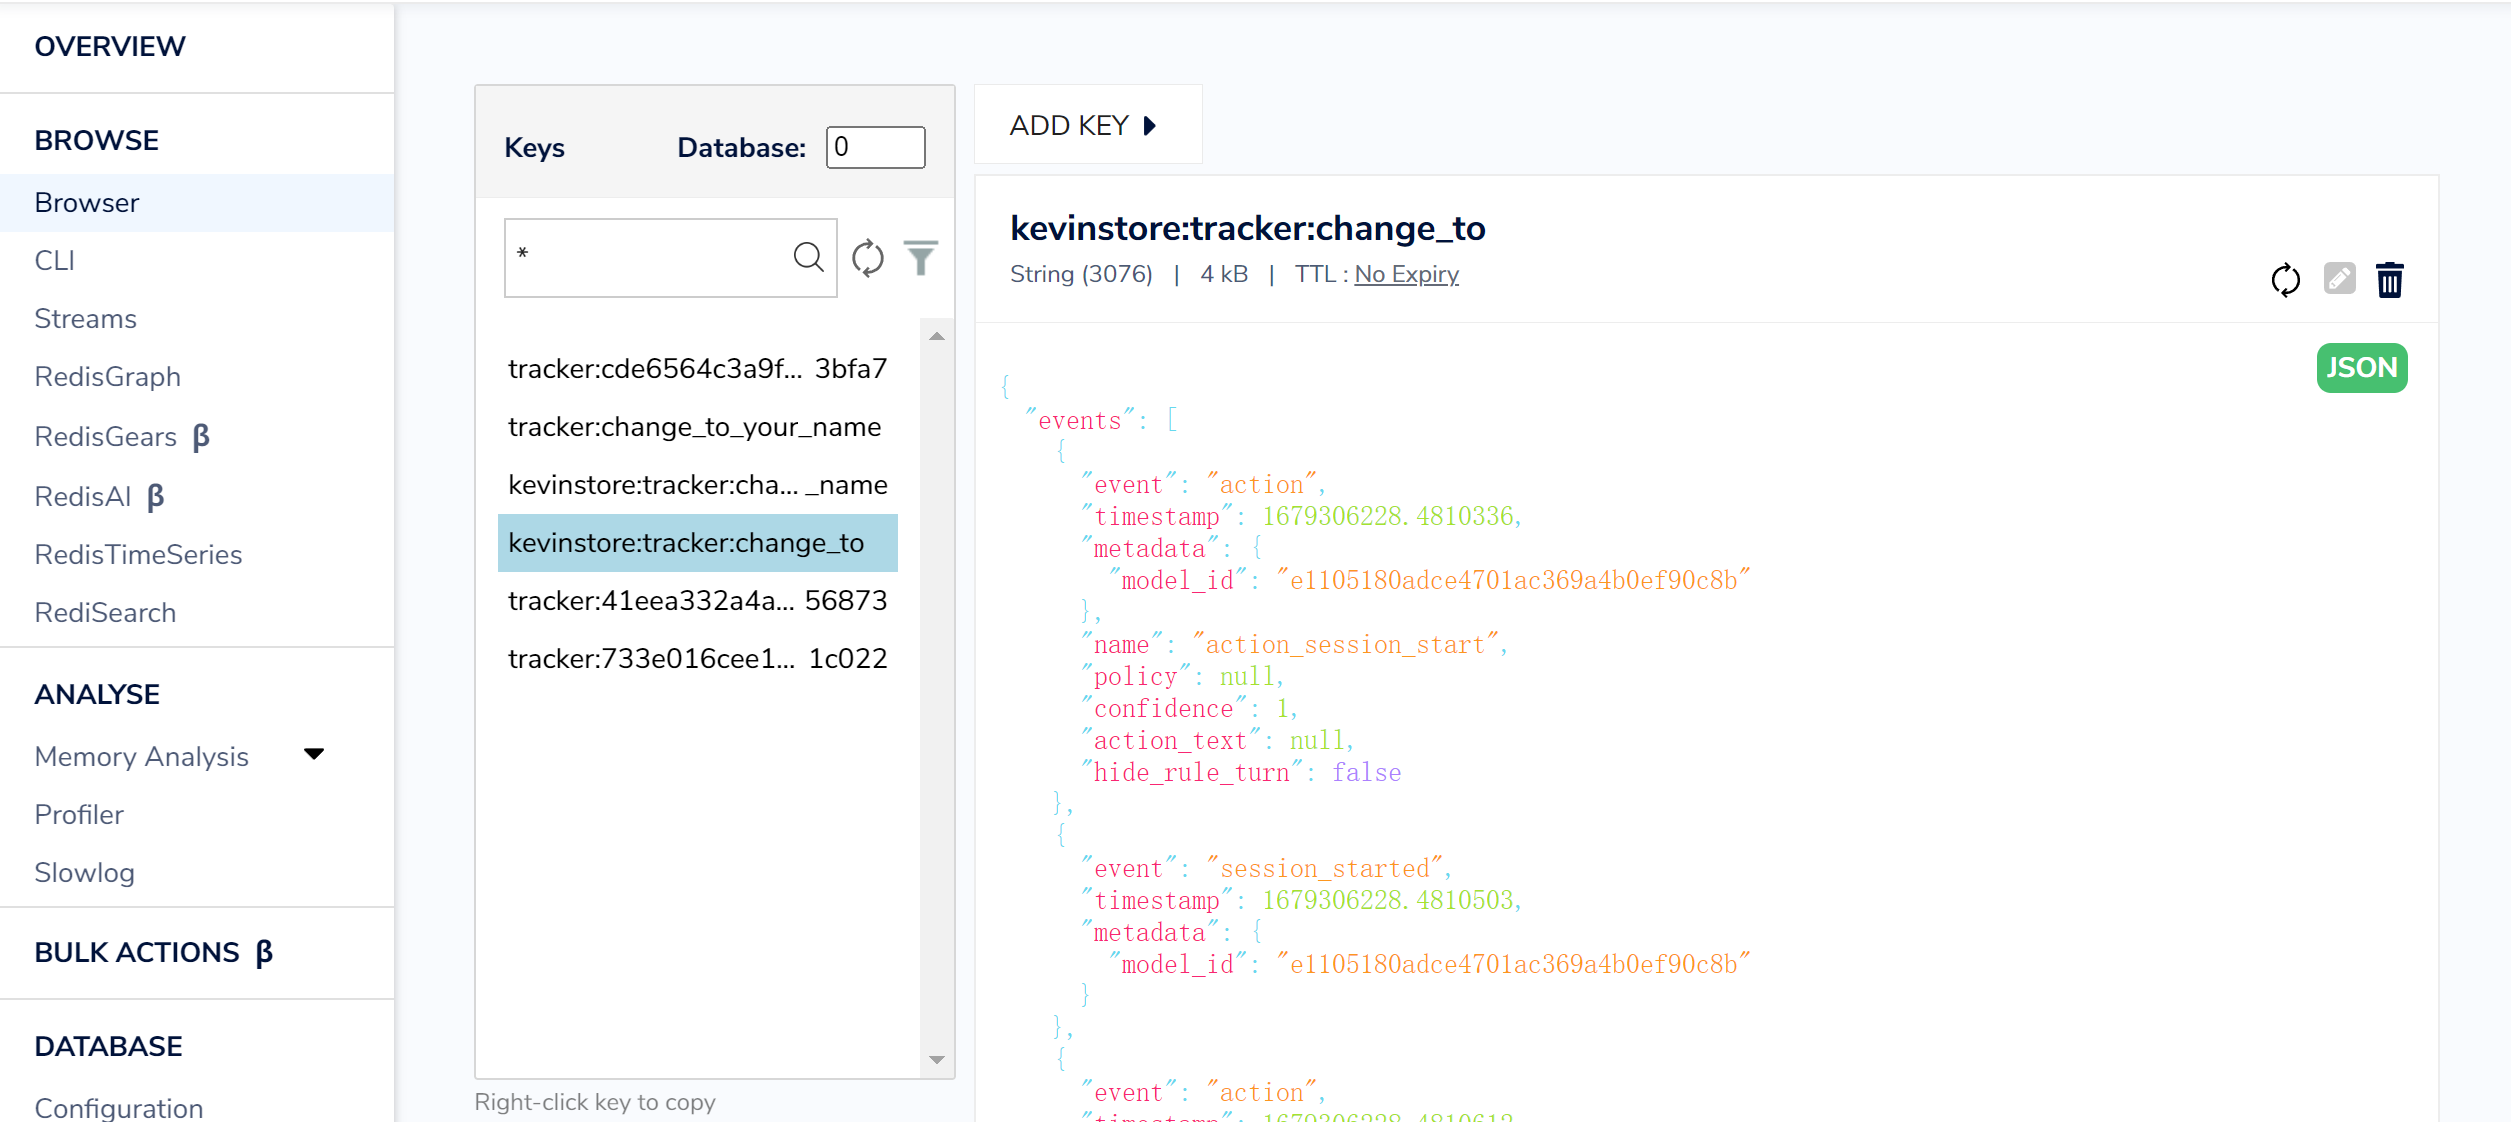 OVERVIEW
BROWSE
Browser
CLI
Streams
RedisGraph
RedisGears β
RedisAI β
RedisTimeSeries
RediSearch
ANALYSE
Memory Analysis
Profiler
Slowlog
BULK ACTIONS β
DATABASE
Configuration
Keys Database: 0
*
tracker:cde6564c3a9f... 3bfa7
tracker:change_to_your_name
kevinstore:tracker:cha... _name
kevinstore:tracker:change_to
tracker:41eea332a4a... 56873
tracker:733e016cee1... 1c022
Right-click key to copy
ADD KEY
kevinstore:tracker:change_to
String (3076) | 4 kB | TTL : No Expiry
JSON
{
"events": [
{
"event": "action",
"timestamp": 1679306228.4810336,
"metadata": {
"model_id": "e1105180adce4701ac369a4b0ef90c8b"
},
"name": "action_session_start",
"policy": null,
"confidence": 1,
"action_text": null,
"hide_rule_turn": false
},
{
"event": "session_started",
"timestamp": 1679306228.4810503,
"metadata": {
"model_id": "e1105180adce4701ac369a4b0ef90c8b"
}
},
{
"event": "action",
"timestamp": 1679306228.4810612